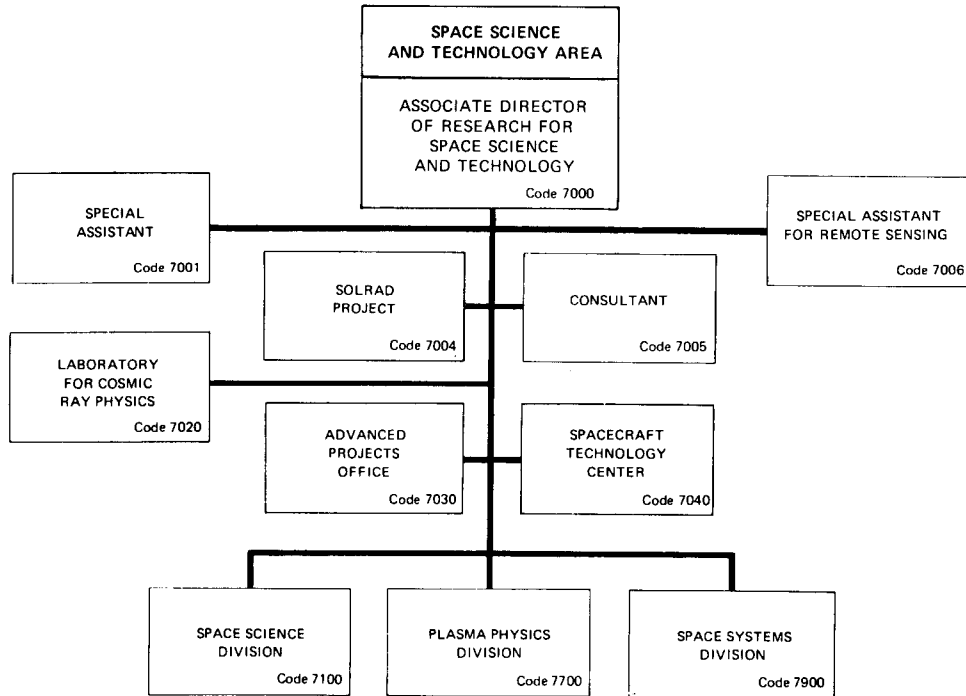 SPACE SCIENCE
AND TECHNOLOGY AREA
ASSOCIATE DIRECTOR
OF RESEARCH FOR
SPACE SCIENCE
AND TECHNOLOGY
Code 7000
SPECIAL
ASSISTANT
Code 7001
SPECIAL ASSISTANT
FOR REMOTE SENSING
Code 7006
SOLRAD
PROJECT
Code 7004
CONSULTANT
Code 7005
LABORATORY
FOR COSMIC
RAY PHYSICS
Code 7020
ADVANCED
PROJECTS
OFFICE
Code 7030
SPACECRAFT
TECHNOLOGY
CENTER
Code 7040
SPACE SCIENCE
DIVISION
Code 7100
PLASMA PHYSICS
DIVISION
Code 7700
SPACE SYSTEMS
DIVISION
Code 7900